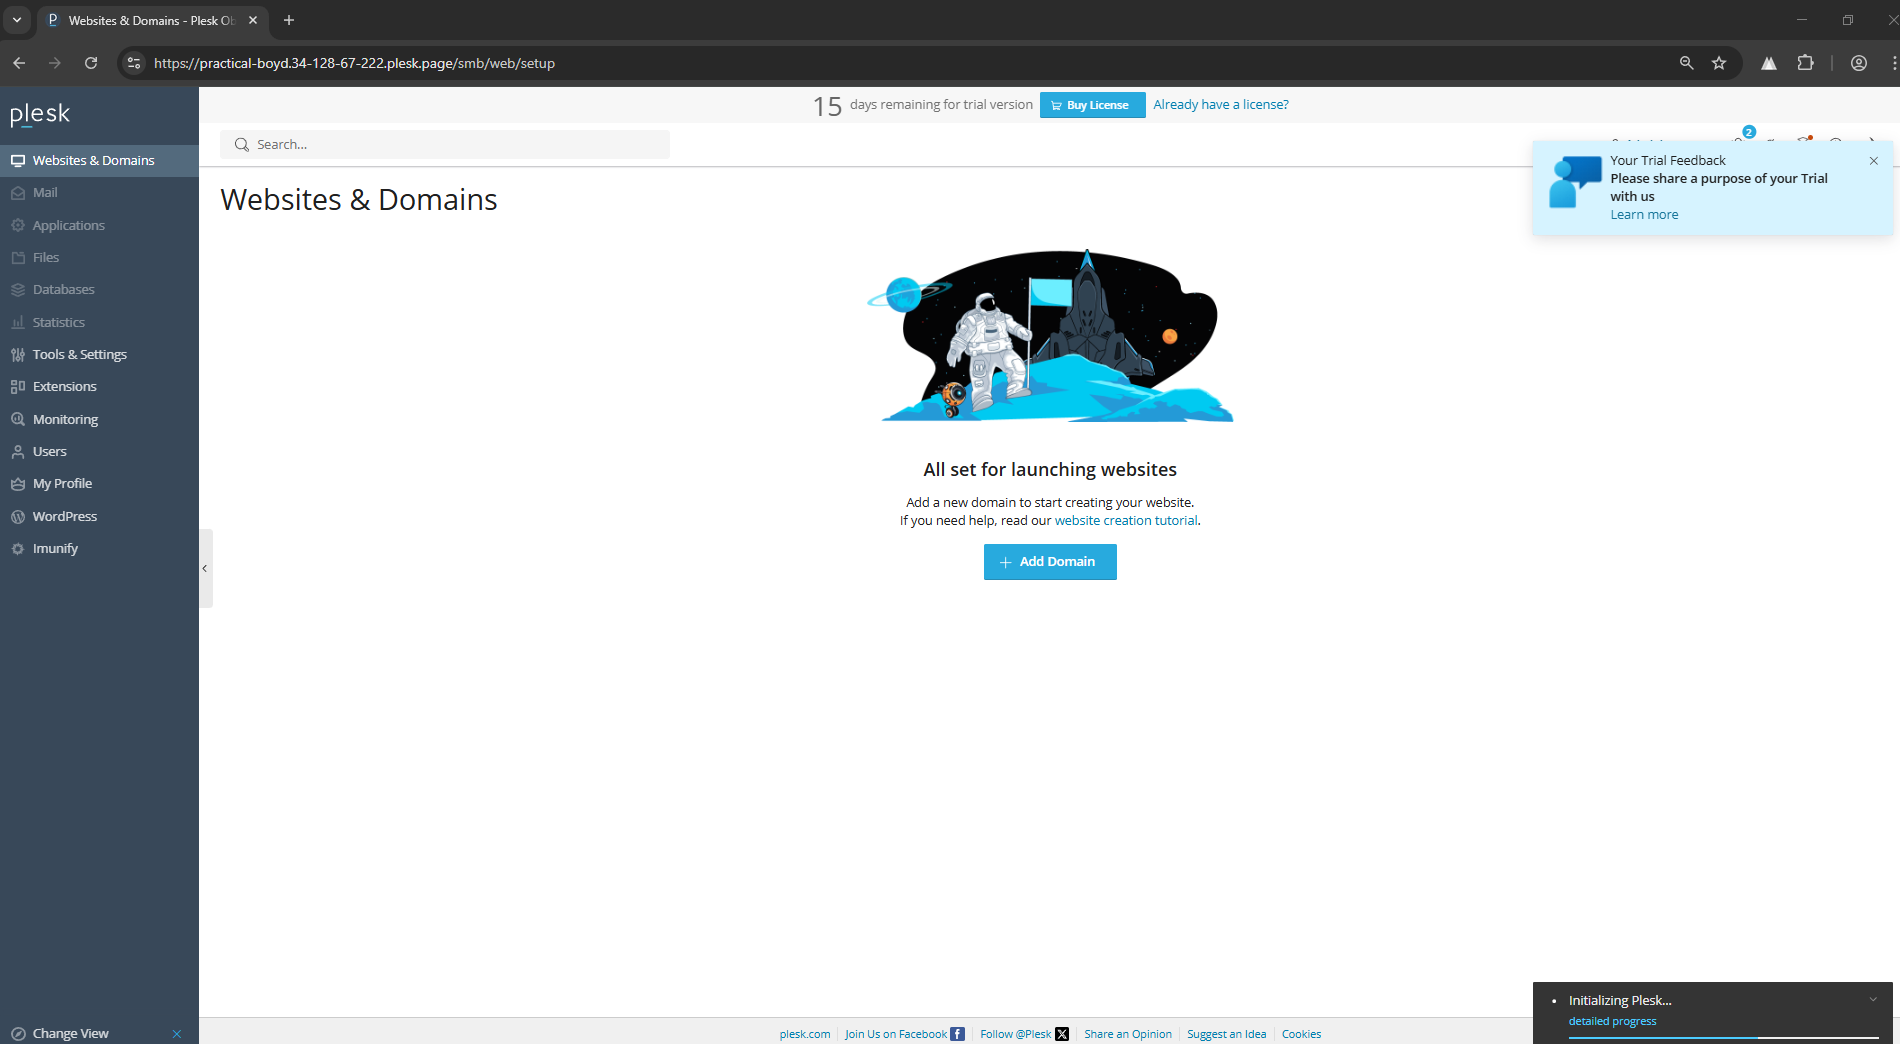 Websites & Domains - Plesk Ob
https://practical-boyd.34-128-67-222.plesk.page/smb/web/setup
plesk
15 days remaining for trial version Buy License Already have a license?
Search...
2
Websites & Domains
Mail
Applications
Files
Databases
Statistics
Tools & Settings
Extensions
Monitoring
Users
My Profile
WordPress
Imunify
Change View
Websites & Domains
Your Trial Feedback
Please share a purpose of your Trial
with us
Learn more
All set for launching websites
Add a new domain to start creating your website.
If you need help, read our website creation tutorial.
Add Domain
Initializing Plesk...
detailed progress
plesk.com Join Us on Facebook Follow @Plesk Share an Opinion Suggest an Idea Cookies